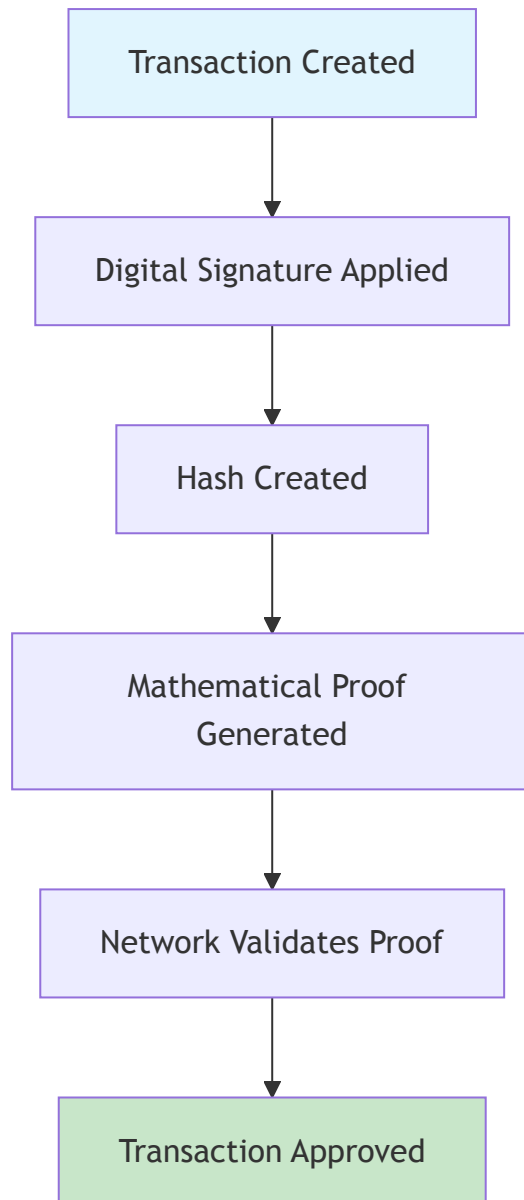 Transaction Created
Digital Signature Applied
Hash Created
Mathematical Proof
Generated
Network Validates Proof
Transaction Approved